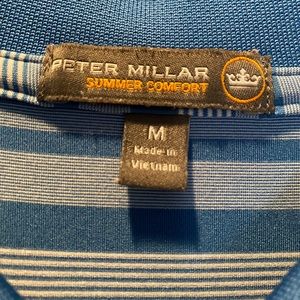 PETER MILLAR
SUMMER COMFORT
M
Made in
Vietnam